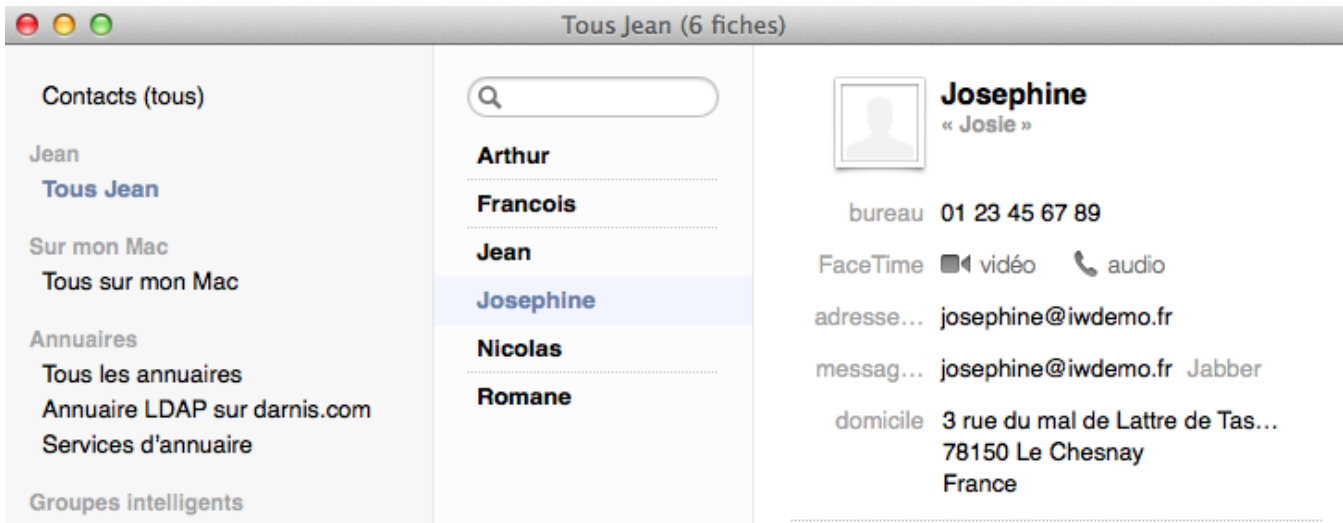 Tous Jean (6 fiches)
Contacts (tous)
Jean
Tous Jean
Sur mon Mac
Tous sur mon Mac
Annuaires
Tous les annuaires
Annuaire LDAP sur darnis.com
Services d'annuaire
Groupes intelligents
Arthur
Francois
Jean
Josephine
Nicolas
Romane
Josephine
« Josie »
bureau 01 23 45 67 89
FaceTime vidéo audio
adresse... josephine@iwdemo.fr
messag... josephine@iwdemo.fr Jabber
domicile 3 rue du mal de Lattre de Tas...
78150 Le Chesnay
France